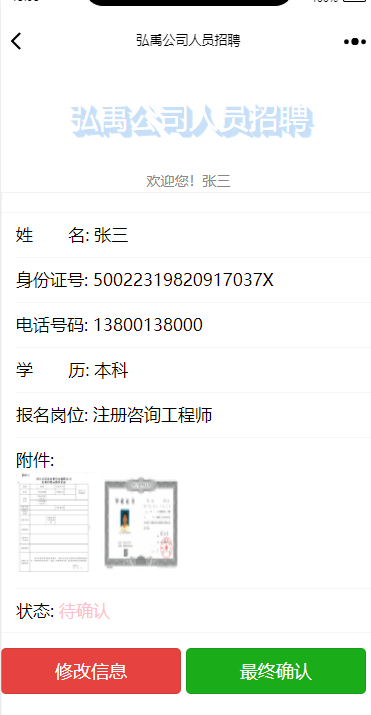 弘禹公司人员招聘
弘禹公司人员招聘
欢迎您！张三
姓 名: 张三
身份证号: 50022319820917037X
电话号码: 13800138000
学 历: 本科
报名岗位: 注册咨询工程师
附件:
状态: 待确认
修改信息 最终确认